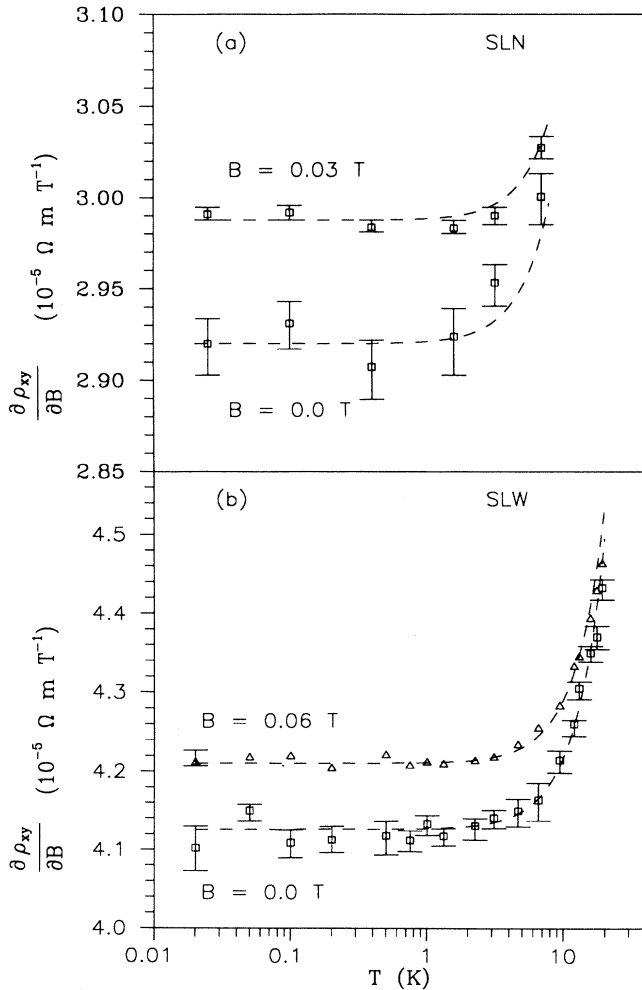 3.10
(a)
SLN
3.05
B = 0.03 T
3.00
2.95
2.90
B = 0.0 T
2.85
∂ρxy
∂B
(10⁻⁵ Ω m T⁻¹)
(b)
SLW
4.5
4.4
4.3
B = 0.06 T
4.2
4.1
B = 0.0 T
4.0
∂ρxy
∂B
(10⁻⁵ Ω m T⁻¹)
0.01
0.1
1
10
T (K)